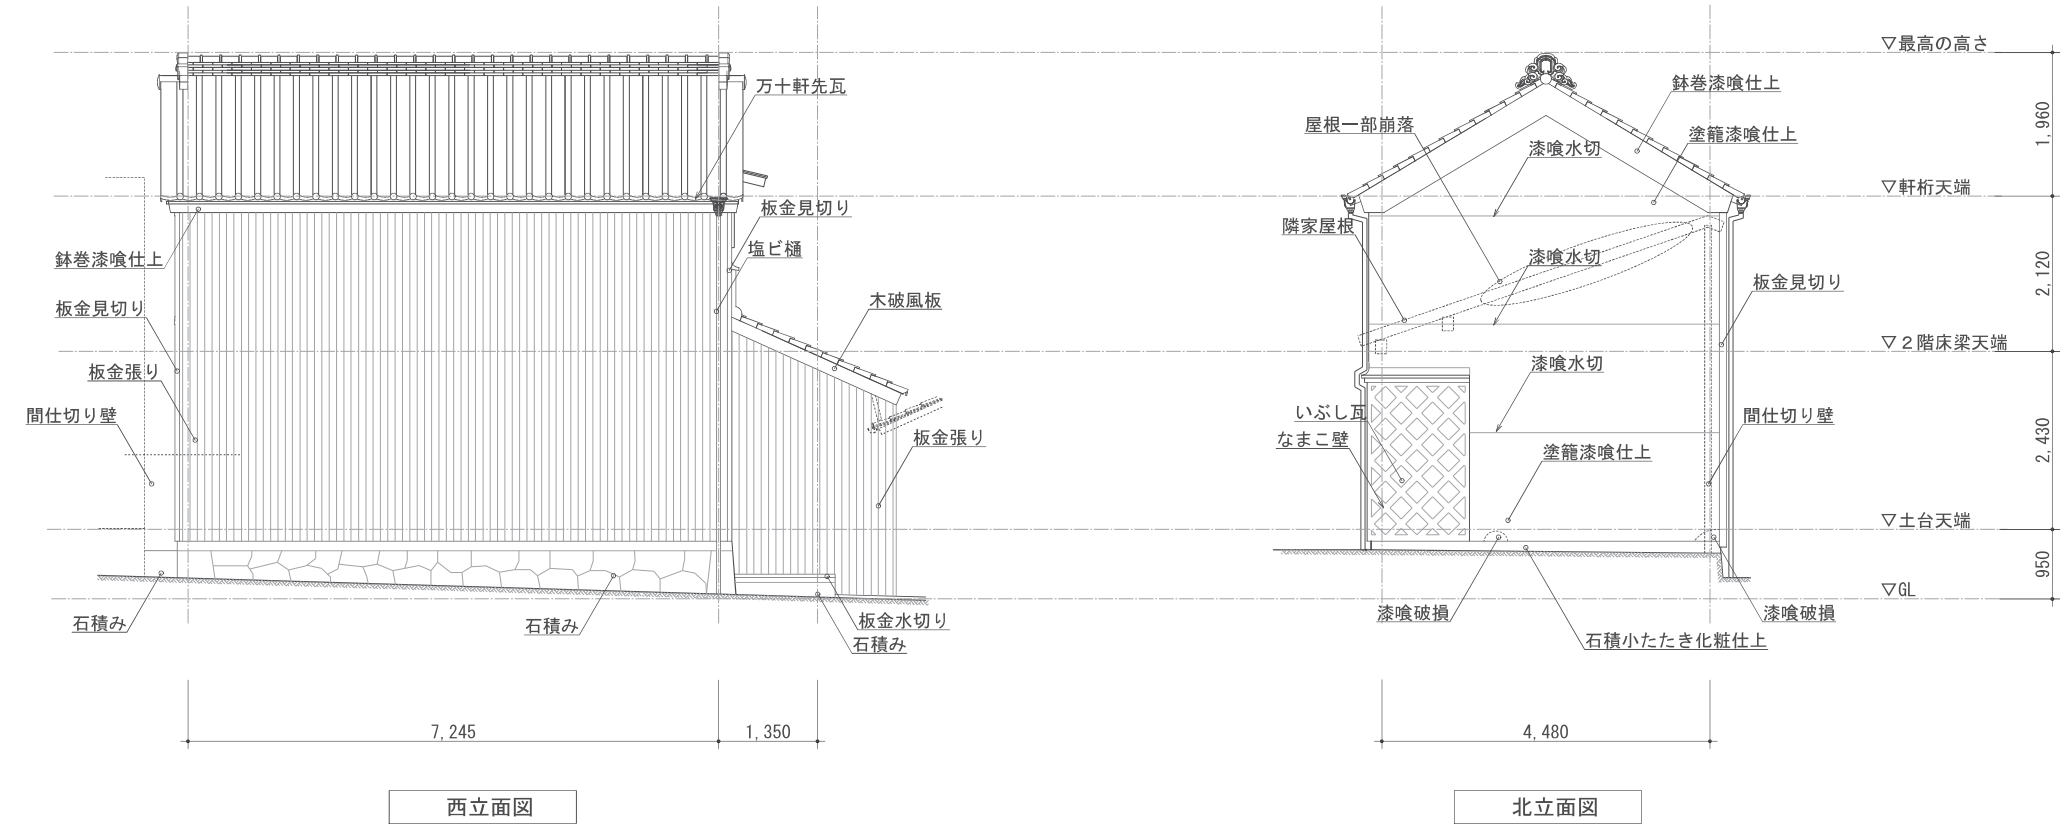 ▽最高の高さ
鉢巻漆喰仕上
万十軒先瓦
1,960
屋根一部崩落
塗籠漆喰仕上
漆喰水切
▽軒桁天端
板金見切り
隣家屋根
塩ビ樋
漆喰水切
鉢巻漆喰仕上
2,120
板金見切り
木破風板
板金見切り
▽２階床梁天端
漆喰水切
板金張り
いぶし瓦
間仕切り壁
間仕切り壁
板金張り
なまこ壁
2,430
塗籠漆喰仕上
▽土台天端
950
▽GL
石積み
石積み
板金水切り
石積み
漆喰破損
漆喰破損
石積小たたき化粧仕上
7,245
1,350
4,480
西立面図
北立面図